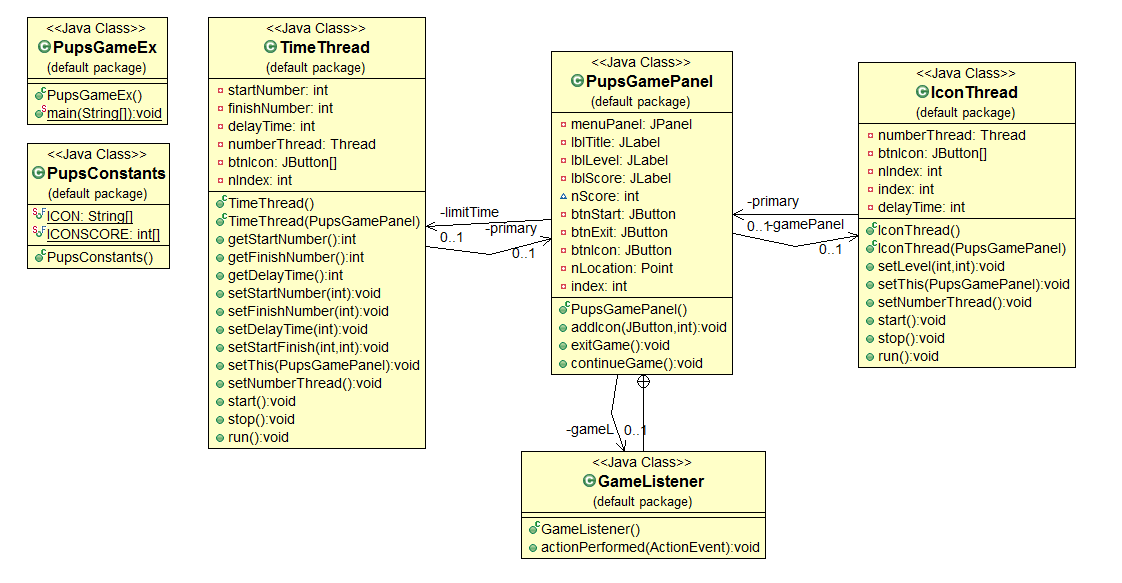 <<Java Class>>
PupsGameEx
(default package)
PupsGameEx()
main(String[]):void
<<Java Class>>
PupsConstants
(default package)
ICON: String[]
ICONSCORE: int[]
PupsConstants()
<<Java Class>>
TimeThread
(default package)
startNumber: int
finishNumber: int
delayTime: int
numberThread: Thread
btnIcon: JButton[]
nIndex: int
TimeThread()
TimeThread(PupsGamePanel)
getStartNumber():int
getFinishNumber():int
getDelayTime():int
setStartNumber(int):void
setFinishNumber(int):void
setDelayTime(int):void
setStartFinish(int,int):void
setThis(PupsGamePanel):void
setNumberThread():void
start():void
stop():void
run():void
-limitTime
0..1
-primary
0..1
<<Java Class>>
PupsGamePanel
(default package)
menuPanel: JPanel
lblTitle: JLabel
lblLevel: JLabel
lblScore: JLabel
nScore: int
btnStart: JButton
btnExit: JButton
btnIcon: JButton
nLocation: Point
index: int
PupsGamePanel()
addIcon(JButton,int):void
exitGame():void
continueGame():void
-primary
0..1
-gamePanel
0..1
<<Java Class>>
IconThread
(default package)
numberThread: Thread
btnIcon: JButton[]
nIndex: int
index: int
delayTime: int
IconThread()
IconThread(PupsGamePanel)
setLevel(int,int):void
setThis(PupsGamePanel):void
setNumberThread():void
start():void
stop():void
run():void
-gameL
0..1
<<Java Class>>
GameListener
(default package)
GameListener()
actionPerformed(ActionEvent):void